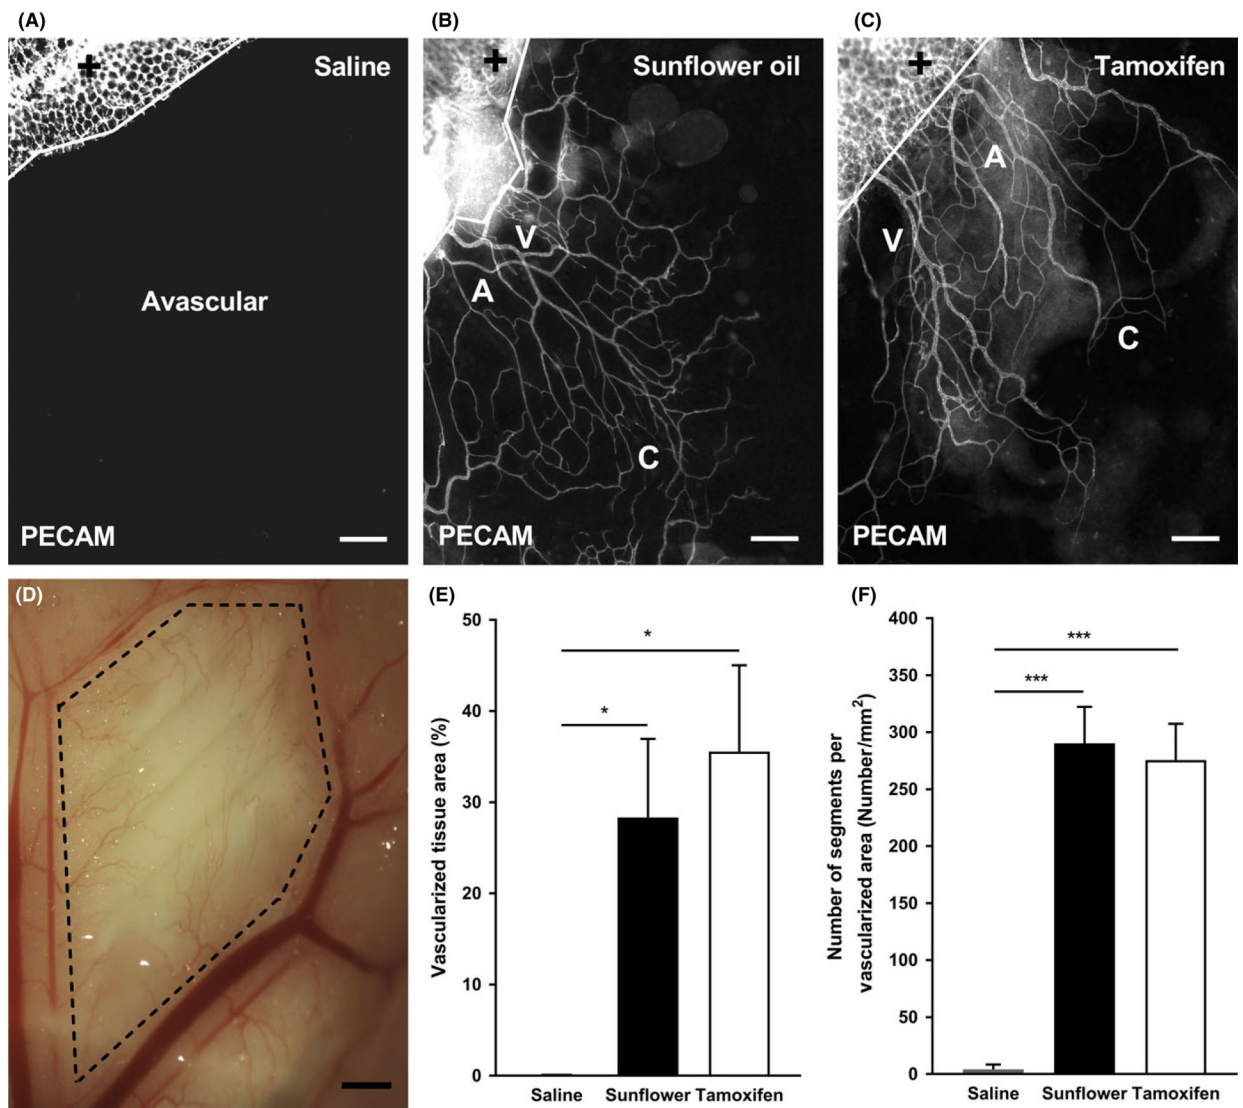 (A)
Saline
Avascular
PECAM
(B)
Sunflower oil
V
A
C
PECAM
(C)
Tamoxifen
A
V
C
PECAM
(D)
(E)
Vascularized tissue area (%)
50
40
30
20
10
0
*
*
Saline Sunflower Tamoxifen
(F)
Number of segments per
vascularized area (Number/mm²)
400
350
300
250
200
150
100
50
0
***
***
Saline Sunflower Tamoxifen